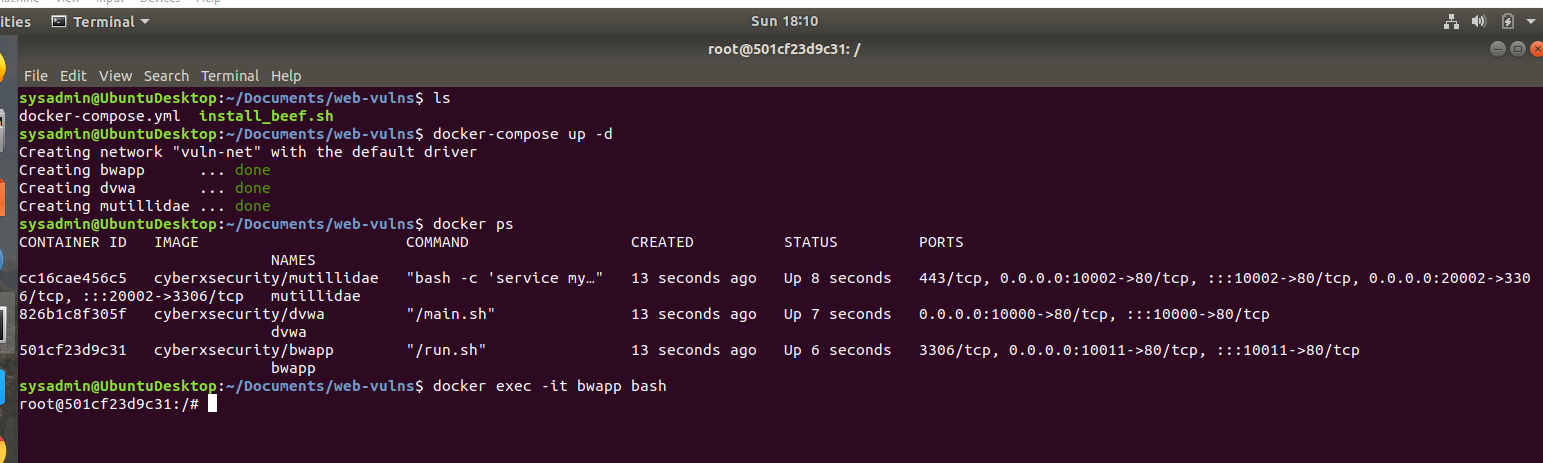 ities Terminal Sun 18:10
root@501cf23d9c31: /
File Edit View Search Terminal Help
sysadmin@UbuntuDesktop:~/Documents/web-vulns$ ls
docker-compose.yml install_beef.sh
sysadmin@UbuntuDesktop:~/Documents/web-vulns$ docker-compose up -d
Creating network "vuln-net" with the default driver
Creating bwapp ... done
Creating dvwa ... done
Creating mutillidae ... done
sysadmin@UbuntuDesktop:~/Documents/web-vulns$ docker ps
CONTAINER ID IMAGE COMMAND CREATED STATUS PORTS
NAMES
cc16cae456c5 cyberxsecurity/mutillidae "bash -c 'service my…" 13 seconds ago Up 8 seconds 443/tcp, 0.0.0.0:10002->80/tcp, :::10002->80/tcp, 0.0.0.0:20002->330
6/tcp, :::20002->3306/tcp mutillidae
826b1c8f305f cyberxsecurity/dvwa "/main.sh" 13 seconds ago Up 7 seconds 0.0.0.0:10000->80/tcp, :::10000->80/tcp
dvwa
501cf23d9c31 cyberxsecurity/bwapp "/run.sh" 13 seconds ago Up 6 seconds 3306/tcp, 0.0.0.0:10011->80/tcp, :::10011->80/tcp
bwapp
sysadmin@UbuntuDesktop:~/Documents/web-vulns$ docker exec -it bwapp bash
root@501cf23d9c31:/#